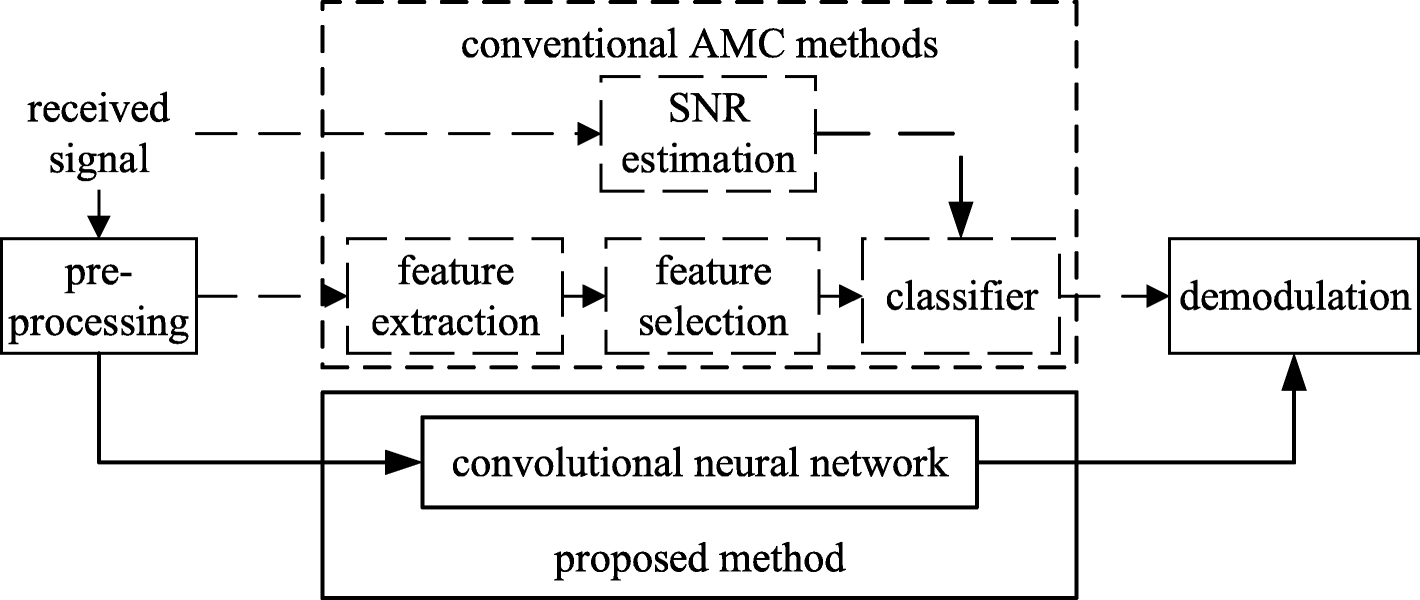 conventional AMC methods
received
signal
SNR
estimation
pre-
processing
feature
extraction
feature
selection
classifier
demodulation
convolutional neural network
proposed method